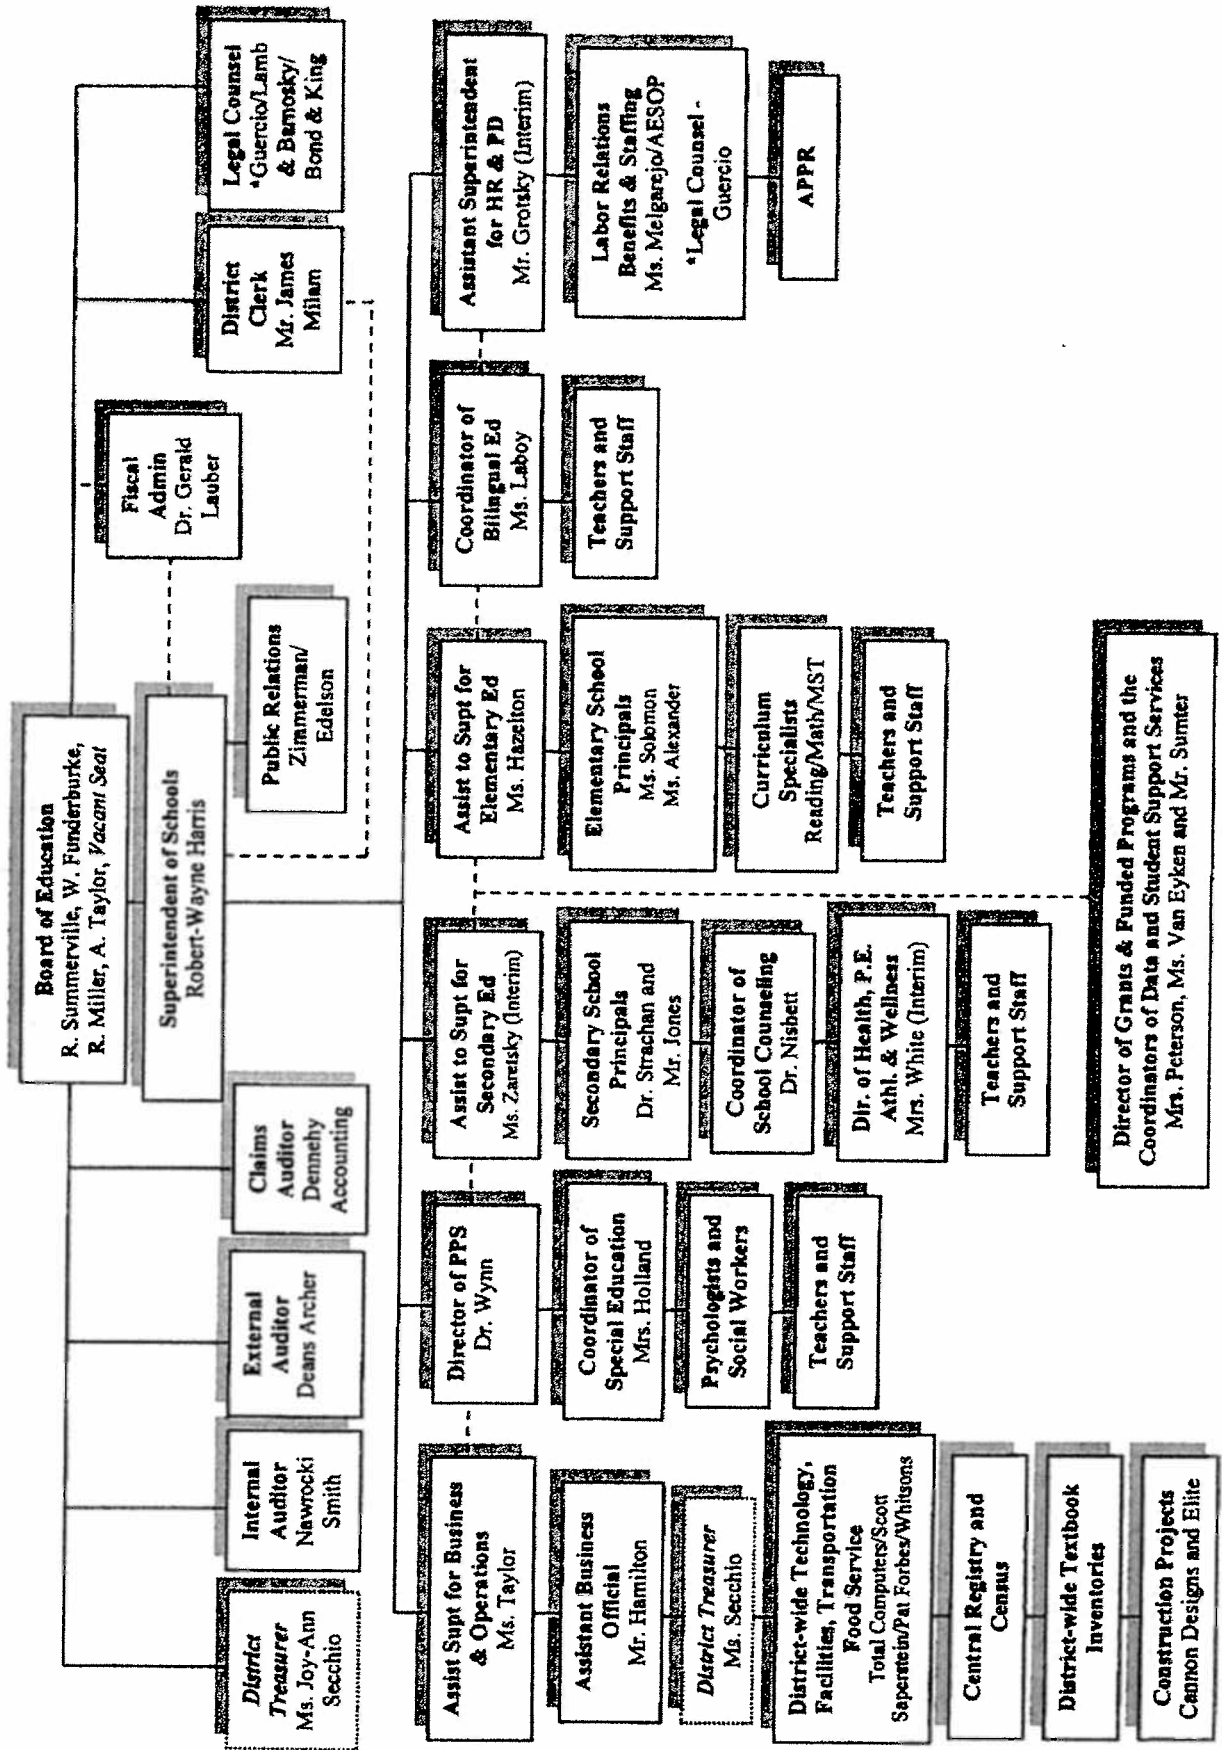 Board of Education
R. Summerville, W. Funderburke,
R. Miller, A. Taylor, Vacant Seat
Superintendent of Schools
Robert-Wayne Harris
Fiscal
Admin
Dr. Gerald
Lauber
District
Treasurer
Ms. Joy-Ann
Secchio
Internal
Auditor
Nawrocki
Smith
External
Auditor
Deans Archer
Claims
Auditor
Dennehy
Accounting
Public Relations
Zimmerman/
Edelson
District
Clerk
Mr. James
Milam
Legal Counsel
*Guercio/Lamb
& Barnosky/
Bond & King
Assist Supt for Business
& Operations
Ms. Taylor
Assistant Business
Official
Mr. Hamilton
District Treasurer
Ms. Secchio
District-wide Technology,
Facilities, Transportation
Food Service
Total Computers/Scott
Saperstein/Pat Forbes/Whitsons
Central Registry and
Census
District-wide Textbook
Inventories
Construction Projects
Cannon Designs and Elite
Director of PPS
Dr. Wynn
Coordinator of
Special Education
Mrs. Holland
Psychologists and
Social Workers
Teachers and
Support Staff
Assist to Supt for
Secondary Ed
Ms. Zaretsky (Interim)
Secondary School
Principals
Dr. Strachan and
Mr. Jones
Coordinator of
School Counseling
Dr. Nisbett
Dir. of Health, P.E.
Athl. & Wellness
Mrs. White (Interim)
Teachers and
Support Staff
Assist to Supt for
Elementary Ed
Ms. Hazelton
Elementary School
Principals
Ms. Solomon
Ms. Alexander
Curriculum
Specialists
Reading/Math/MST
Teachers and
Support Staff
Coordinator of
Bilingual Ed
Ms. Laboy
Teachers and
Support Staff
Assistant Superintendent
for HR & PD
Mr. Grotsky (Interim)
Labor Relations
Benefits & Staffing
Ms. Melgarejo/AESOP
*Legal Counsel -
Guercio
APPR
Director of Grants & Funded Programs and the
Coordinators of Data and Student Support Services
Mrs. Peterson, Ms. Van Eyken and Mr. Sumter